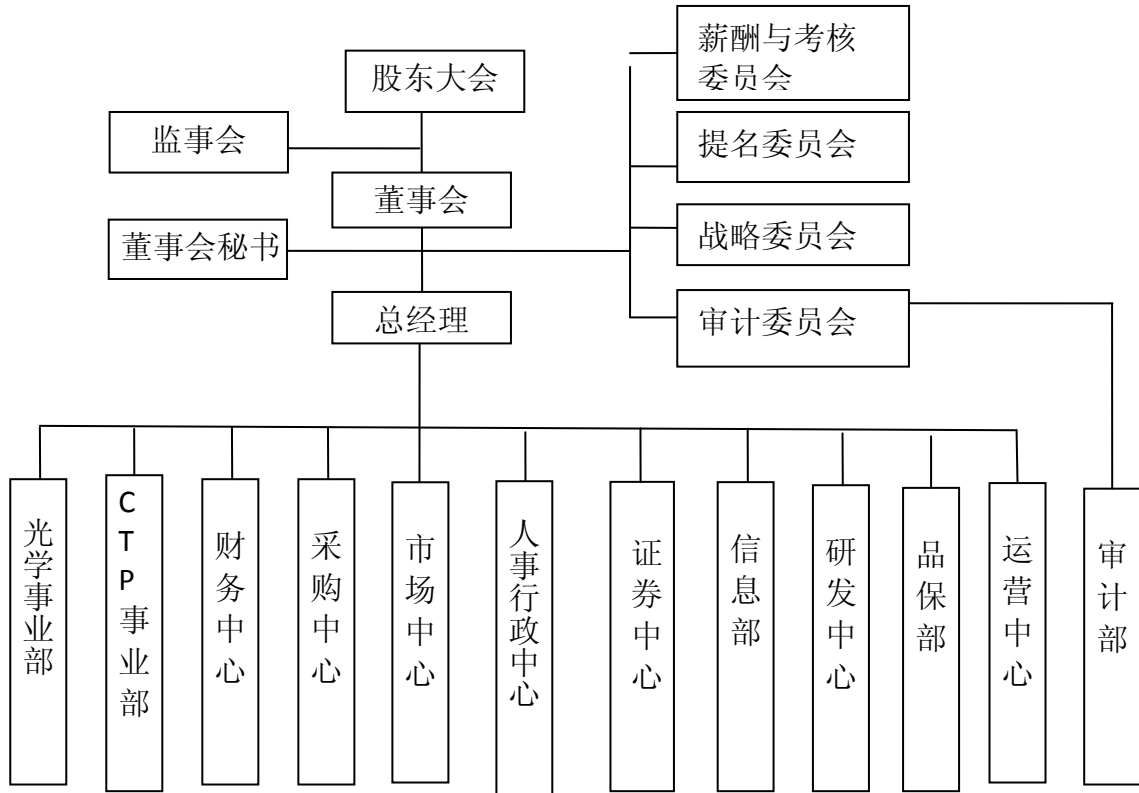 薪酬与考核
委员会
股东大会
监事会
提名委员会
董事会
董事会秘书
战略委员会
总经理
审计委员会
光学事业部
CTP事业部
财务中心
采购中心
市场中心
人事行政中心
证券中心
信息部
研发中心
品保部
运营中心
审计部